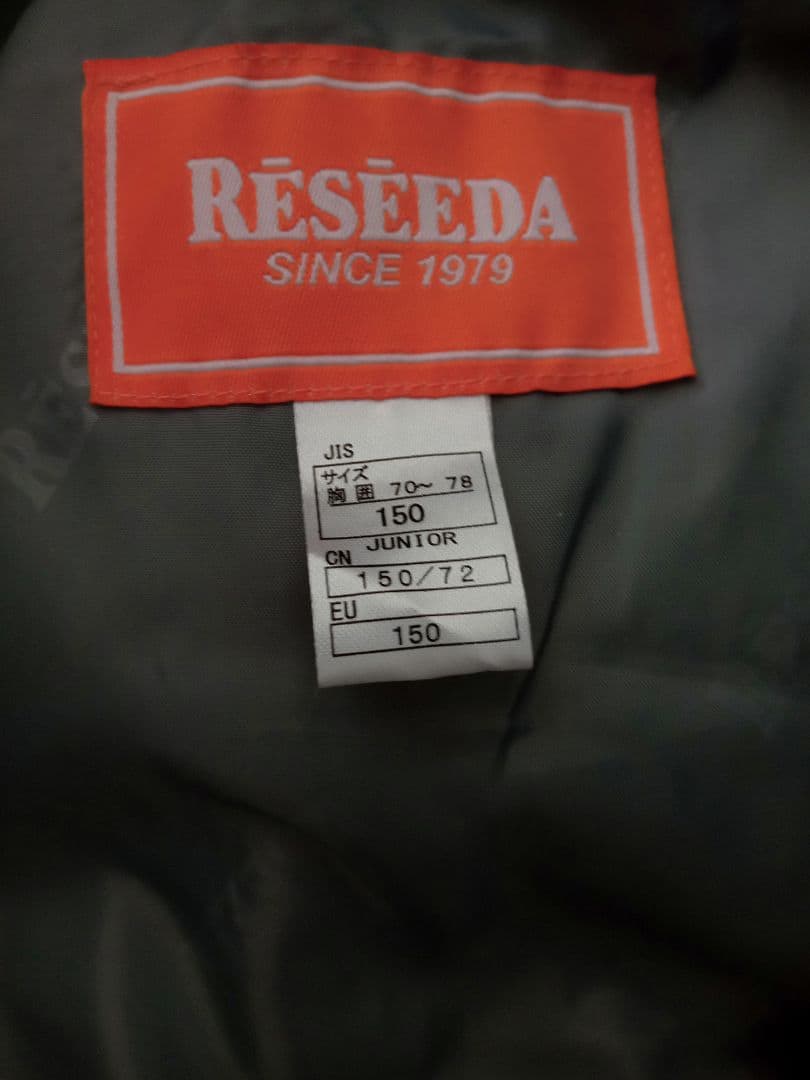 RĒSĒEDA
SINCE 1979
JIS
サイズ
胸囲 70〜 78
150
JUNIOR
CN
150/72
EU
150